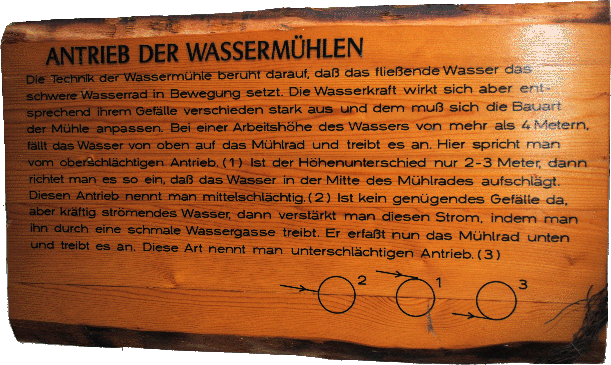 ANTRIEB DER WASSERMÜHLEN
Die Technik der Wassermühle beruht darauf, daß das fließende Wasser das
schwere Wasserrad in Bewegung setzt. Die Wasserkraft wirkt sich aber ent-
sprechend ihrem Gefälle verschieden stark aus und dem muß sich die Bauart
der Mühle anpassen. Bei einer Arbeitshöhe des Wassers von mehr als 4 Metern,
fällt das Wasser von oben auf das Mühlrad und treibt es an. Hier spricht man
vom oberschlächtigen Antrieb. (1) Ist der Höhenunterschied nur 2-3 Meter, dann
richtet man es so ein, daß das Wasser in der Mitte des Mühlrades aufschlägt.
Diesen Antrieb nennt man mittelschlächtig. (2) Ist kein genügendes Gefälle da,
aber kräftig strömendes Wasser, dann verstärkt man diesen Strom, indem man
ihn durch eine schmale Wassergasse treibt. Er erfaßt nun das Mühlrad unten
und treibt es an. Diese Art nennt man unterschlächtigen Antrieb. (3)
2 1 3